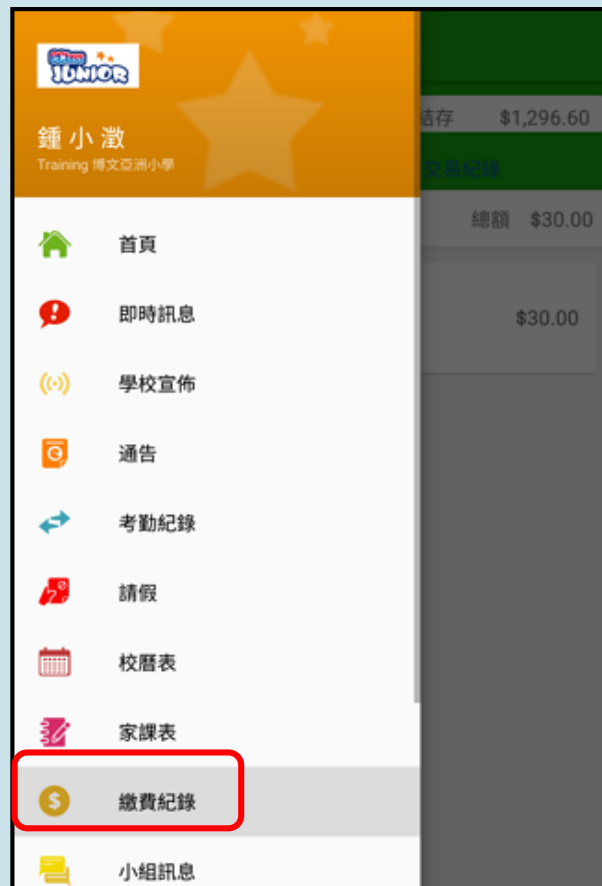 JUNIOR
鍾小澂
Training 博文亞洲小學
首頁
即時訊息
學校宣佈
通告
考勤紀錄
請假
校曆表
家課表
繳費紀錄
小組訊息
結存 $1,296.60
交易紀錄
總額 $30.00
$30.00